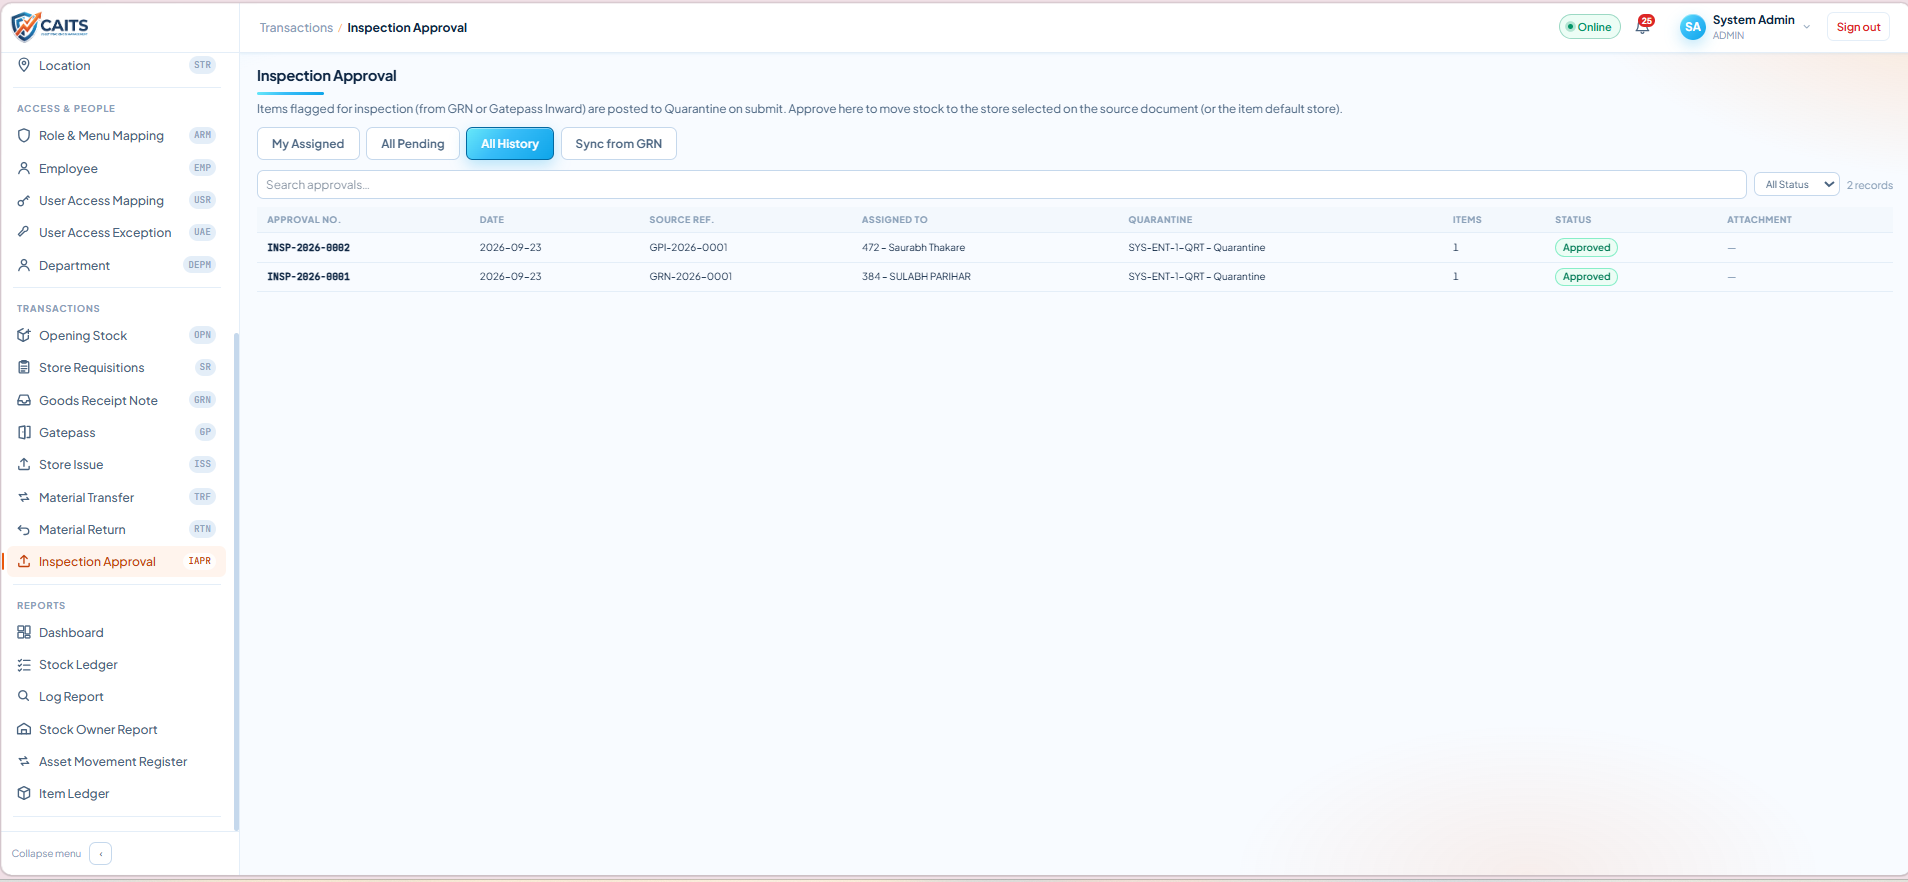 CAITS
Transactions / Inspection Approval
Online
25
SA
System Admin
ADMIN
Sign out
Location STR
ACCESS & PEOPLE
Role & Menu Mapping ARM
Employee EMP
User Access Mapping USR
User Access Exception UAE
Department DEPM
TRANSACTIONS
Opening Stock OPN
Store Requisitions SR
Goods Receipt Note GRN
Gatepass GP
Store Issue ISS
Material Transfer TRF
Material Return RTN
Inspection Approval IAPR
REPORTS
Dashboard
Stock Ledger
Log Report
Stock Owner Report
Asset Movement Register
Item Ledger
Collapse menu ‹
Inspection Approval
Items flagged for inspection (from GRN or Gatepass Inward) are posted to Quarantine on submit. Approve here to move stock to the store selected on the source document (or the item default store).
My Assigned All Pending All History Sync from GRN
Search approvals... All Status 2 records
APPROVAL NO. DATE SOURCE REF. ASSIGNED TO QUARANTINE ITEMS STATUS ATTACHMENT
INSP-2026-0002 2026-09-23 GPI-2026-0001 472 - Saurabh Thakare SYS-ENT-1-QRT - Quarantine 1 Approved —
INSP-2026-0001 2026-09-23 GRN-2026-0001 384 - SULABH PARIHAR SYS-ENT-1-QRT - Quarantine 1 Approved —